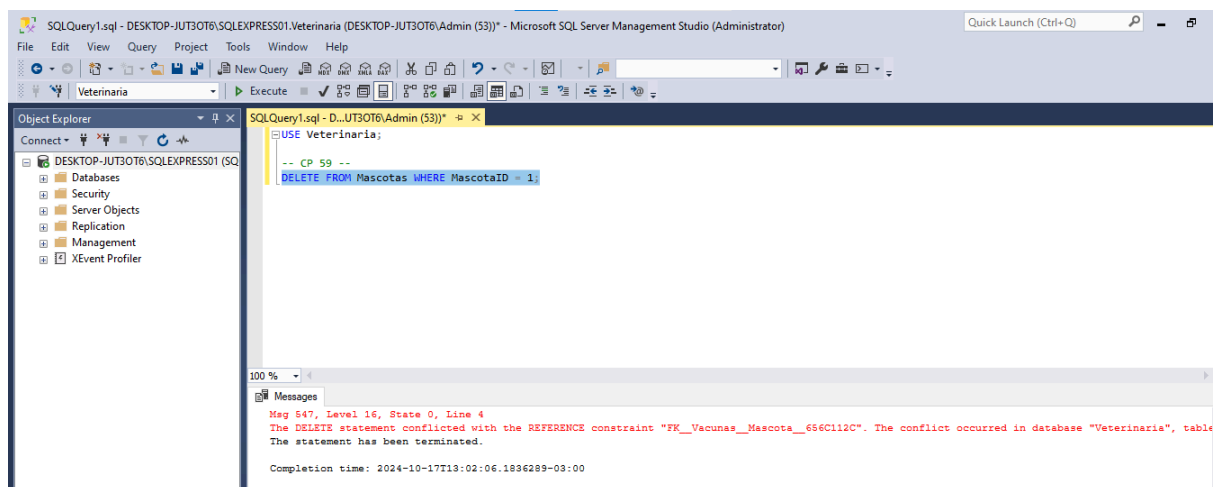 SQLQuery1.sql - DESKTOP-JUT3OT6\SQLEXPRESS01.Veterinaria (DESKTOP-JUT3OT6\Admin (53))* - Microsoft SQL Server Management Studio (Administrator)
Quick Launch (Ctrl+Q)
File Edit View Query Project Tools Window Help
New Query
Veterinaria
Execute
Object Explorer
SQLQuery1.sql - D...UT3OT6\Admin (53))*
Connect
DESKTOP-JUT3OT6\SQLEXPRESS01 (SQ
Databases
Security
Server Objects
Replication
Management
XEvent Profiler
USE Veterinaria;
-- CP 59 --
DELETE FROM Mascotas WHERE MascotaID = 1;
100 %
Messages
Msg 547, Level 16, State 0, Line 4
The DELETE statement conflicted with the REFERENCE constraint "FK__Vacunas__Mascota__656C112C". The conflict occurred in database "Veterinaria", table
The statement has been terminated.
Completion time: 2024-10-17T13:02:06.1836289-03:00